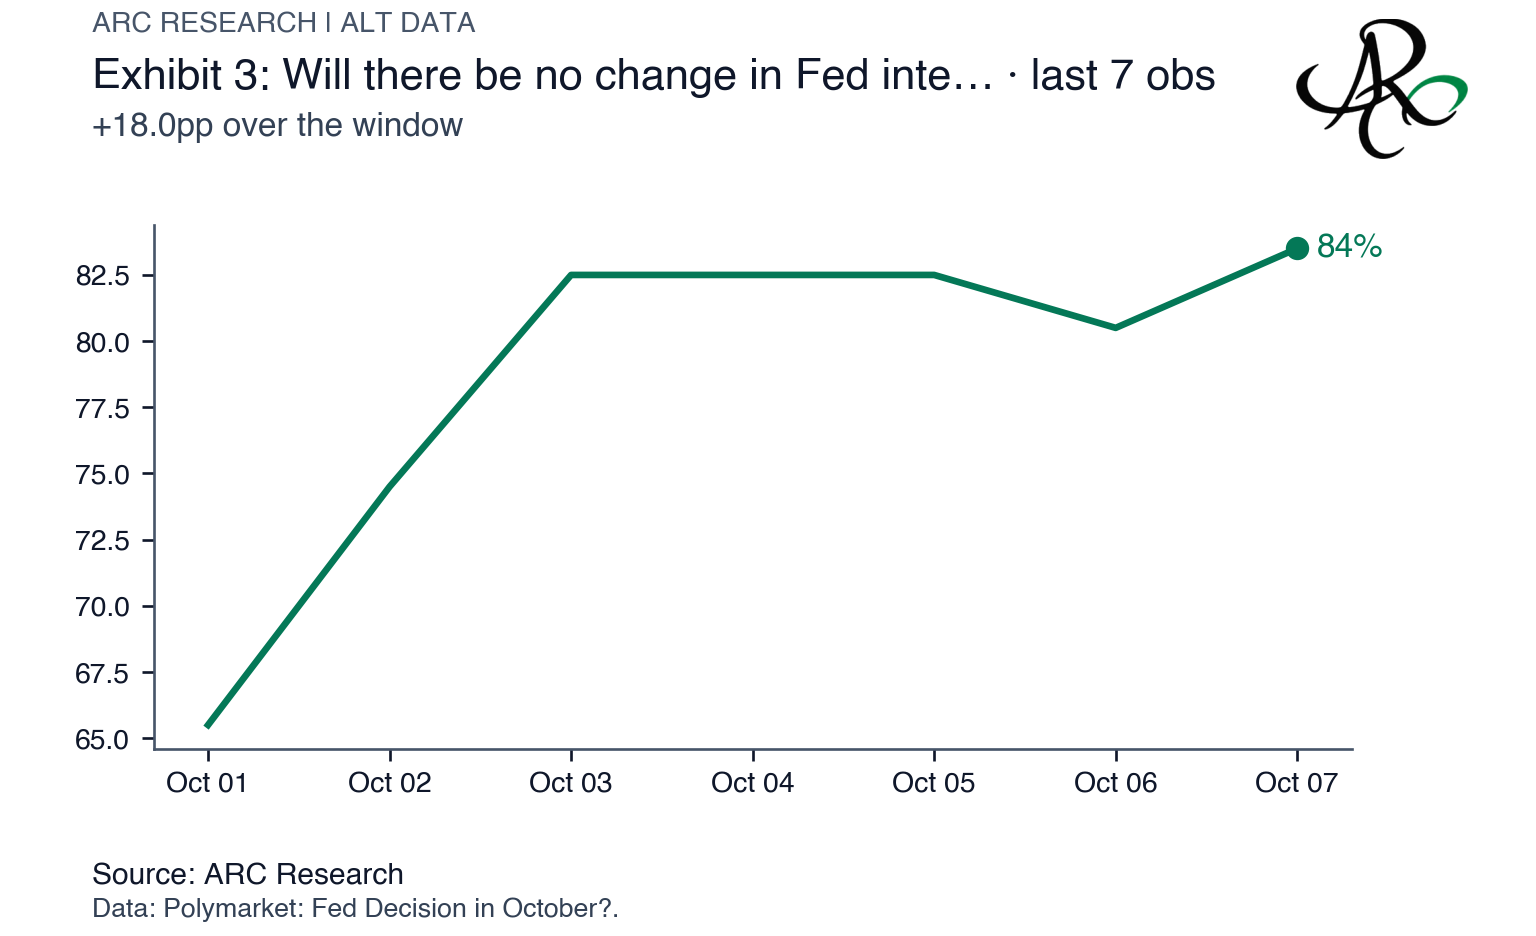 ARC RESEARCH | ALT DATA
Exhibit 3: Will there be no change in Fed inte… · last 7 obs
+18.0pp over the window
ARC
84%
82.5
80.0
77.5
75.0
72.5
70.0
67.5
65.0
Oct 01 Oct 02 Oct 03 Oct 04 Oct 05 Oct 06 Oct 07
Source: ARC Research
Data: Polymarket: Fed Decision in October?.